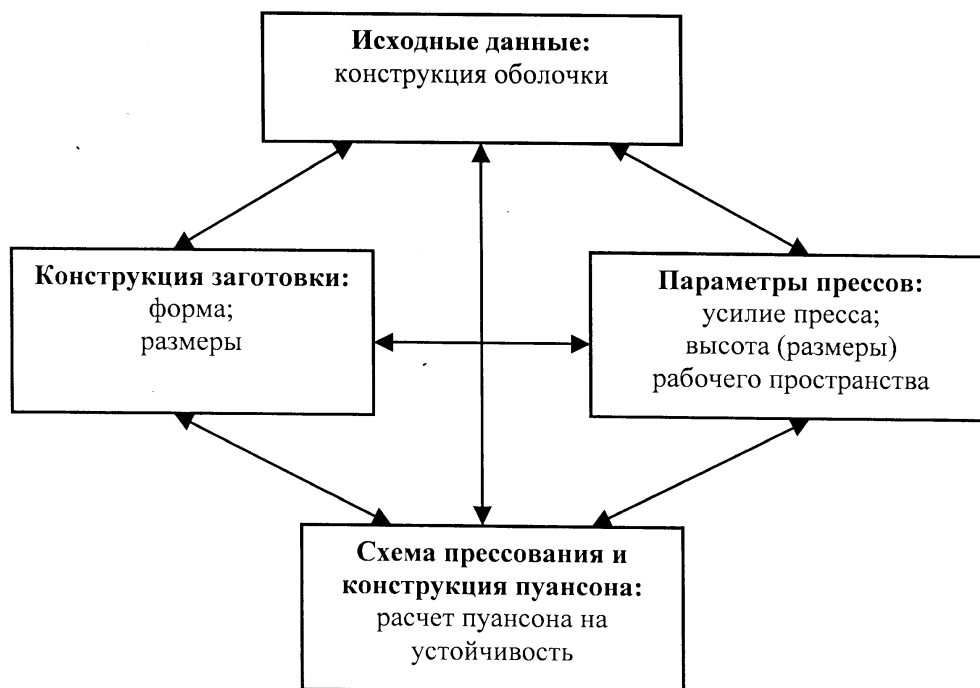 Исходные данные:
конструкция оболочки
Конструкция заготовки:
форма;
размеры
Параметры прессов:
усилие пресса;
высота (размеры)
рабочего пространства
Схема прессования и
конструкция пуансона:
расчет пуансона на
устойчивость